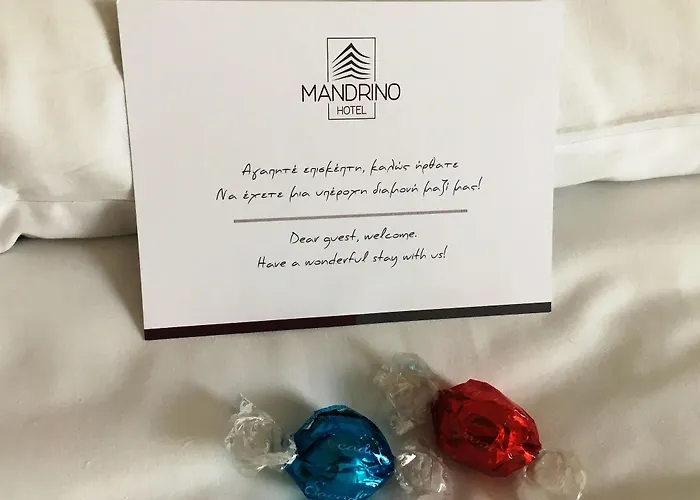 MANDRINO
HOTEL
Αγαπητέ επισκέπτη, καλώς ήρθατε
Να έχετε μια υπέροχη διαμονή μαζί μας!
Dear guest, welcome.
Have a wonderful stay with us!